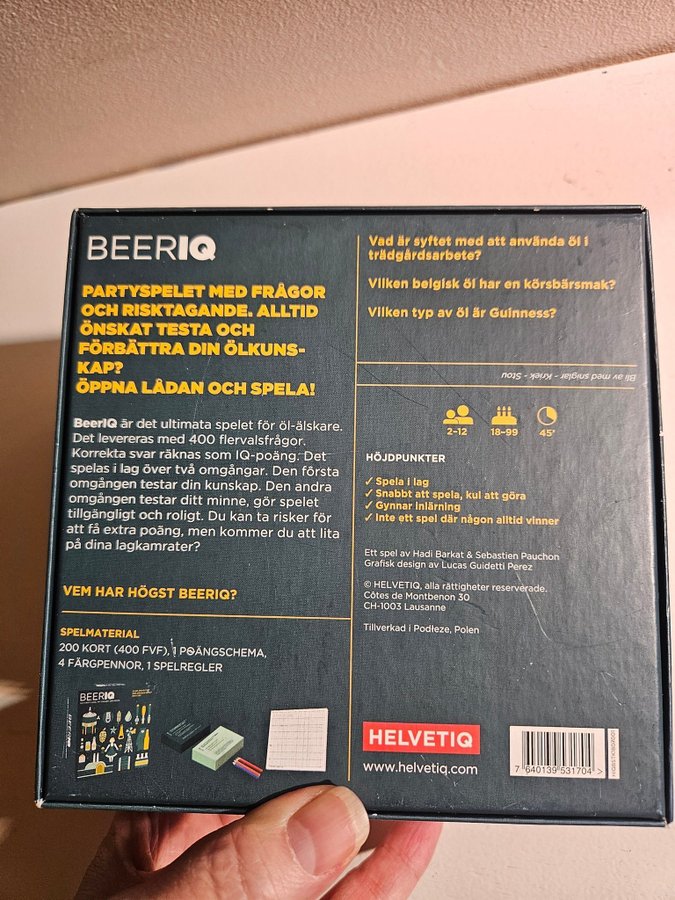 BEERIQ
PARTYSPELET MED FRÅGOR
OCH RISKTAGANDE. ALLTID
ÖNSKAT TESTA OCH
FÖRBÄTTRA DIN ÖLKUNS-
KAP?
ÖPPNA LÅDAN OCH SPELA!
BeerIQ är det ultimata spelet för öl-älskare.
Det levereras med 400 flervalsfrågor.
Korrekta svar räknas som IQ-poäng. Det
spelas i lag över två omgångar. Den första
omgången testar din kunskap. Den andra
omgången testar ditt minne, gör spelet
tillgängligt och roligt. Du kan ta risker för
att få extra poäng, men kommer du att lita
på dina lagkamrater?
VEM HAR HÖGST BEERIQ?
SPELMATERIAL
200 KORT (400 FVF), 1 POÄNGSCHEMA,
4 FÄRGPENNOR, 1 SPELREGLER
BEERIQ
Vad är syftet med att använda öl i
trädgårdsarbete?
Vilken belgisk öl har en körsbärsmak?
Vilken typ av öl är Guinness?
Bli av med sniglar - Kriek - Stou
2-12
18-99
45'
HÖJDPUNKTER
✓ Spela i lag
✓ Snabbt att spela, kul att göra
✓ Gynnar inlärning
✓ Inte ett spel där någon alltid vinner
Ett spel av Hadi Barkat & Sebastien Pauchon
Grafisk design av Lucas Guidetti Perez
© HELVETIQ, alla rättigheter reserverade.
Côtes de Montbenon 30
CH-1003 Lausanne
Tillverkad i Podłeze, Polen
HELVETIQ
www.helvetiq.com
7 640139 531704 >